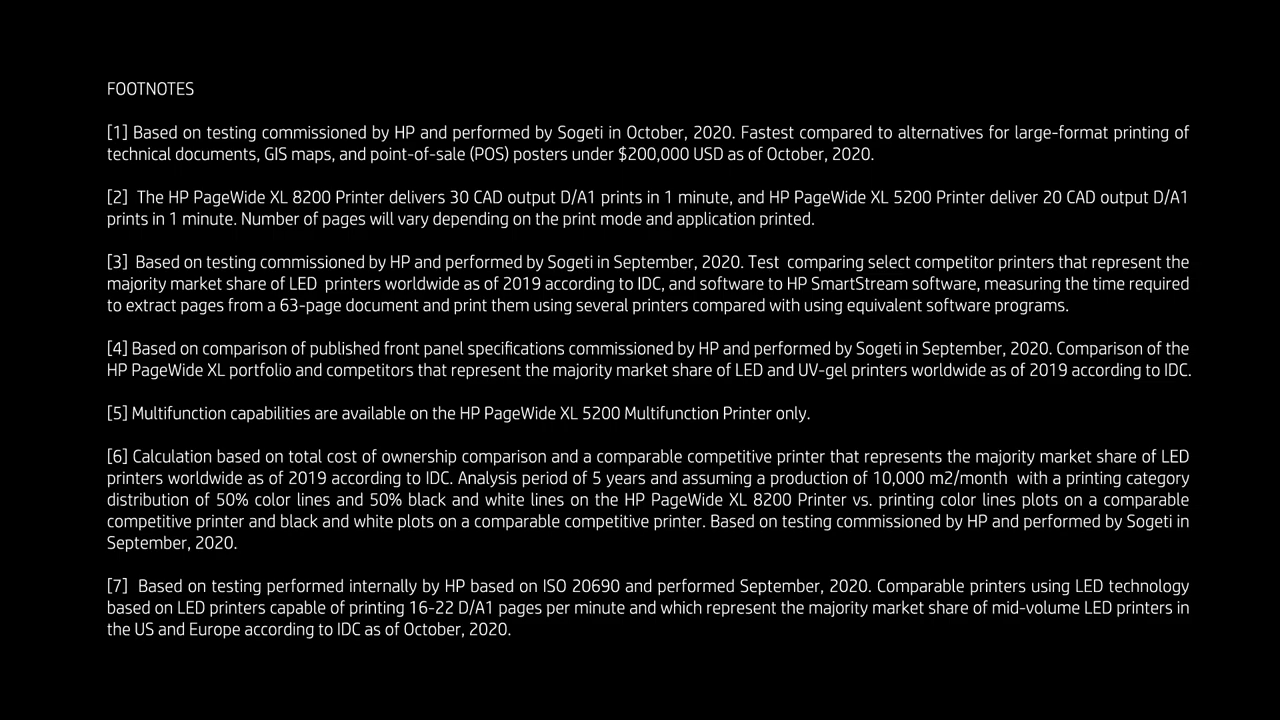 FOOTNOTES
[1] Based on testing commissioned by HP and performed by Sogeti in October, 2020. Fastest compared to alternatives for large-format printing of
technical documents, GIS maps, and point-of-sale (POS) posters under $200,000 USD as of October, 2020.
[2] The HP PageWide XL 8200 Printer delivers 30 CAD output D/A1 prints in 1 minute, and HP PageWide XL 5200 Printer deliver 20 CAD output D/A1
prints in 1 minute. Number of pages will vary depending on the print mode and application printed.
[3] Based on testing commissioned by HP and performed by Sogeti in September, 2020. Test comparing select competitor printers that represent the
majority market share of LED printers worldwide as of 2019 according to IDC, and software to HP SmartStream software, measuring the time required
to extract pages from a 63-page document and print them using several printers compared with using equivalent software programs.
[4] Based on comparison of published front panel specifications commissioned by HP and performed by Sogeti in September, 2020. Comparison of the
HP PageWide XL portfolio and competitors that represent the majority market share of LED and UV-gel printers worldwide as of 2019 according to IDC.
[5] Multifunction capabilities are available on the HP PageWide XL 5200 Multifunction Printer only.
[6] Calculation based on total cost of ownership comparison and a comparable competitive printer that represents the majority market share of LED
printers worldwide as of 2019 according to IDC. Analysis period of 5 years and assuming a production of 10,000 m2/month with a printing category
distribution of 50% color lines and 50% black and white lines on the HP PageWide XL 8200 Printer vs. printing color lines plots on a comparable
competitive printer and black and white plots on a comparable competitive printer. Based on testing commissioned by HP and performed by Sogeti in
September, 2020.
[7] Based on testing performed internally by HP based on ISO 20690 and performed September, 2020. Comparable printers using LED technology
based on LED printers capable of printing 16-22 D/A1 pages per minute and which represent the majority market share of mid-volume LED printers in
the US and Europe according to IDC as of October, 2020.